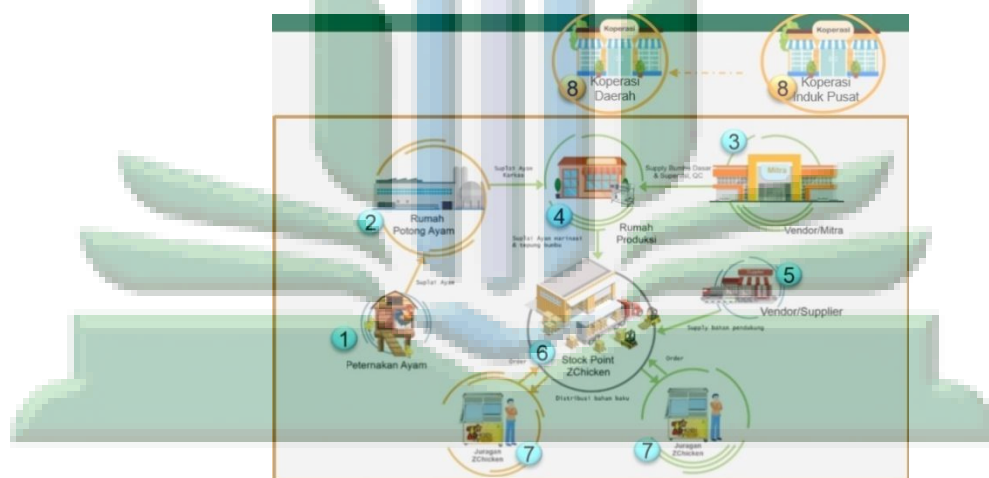 Koperasi
8
Koperasi
Daerah
Koperasi
8
Koperasi
Induk Pusat
3
Mitra
Vendor/Mitra
2
Rumah
Potong Ayam
Suplai Ayam
Karkas
4
Rumah
Produksi
Supply Bumbu Dasar
& Supervisi, QC
Suplai Ayam marinasi
& tepung bumbu
5
Vendor/Supplier
Supply bahan pendukung
Suplai Ayam
1
Peternakan Ayam
6
Stock Point
ZChicken
Order
Order
Distribusi bahan baku
Juragan
ZChicken
7
7
Juragan
ZChicken